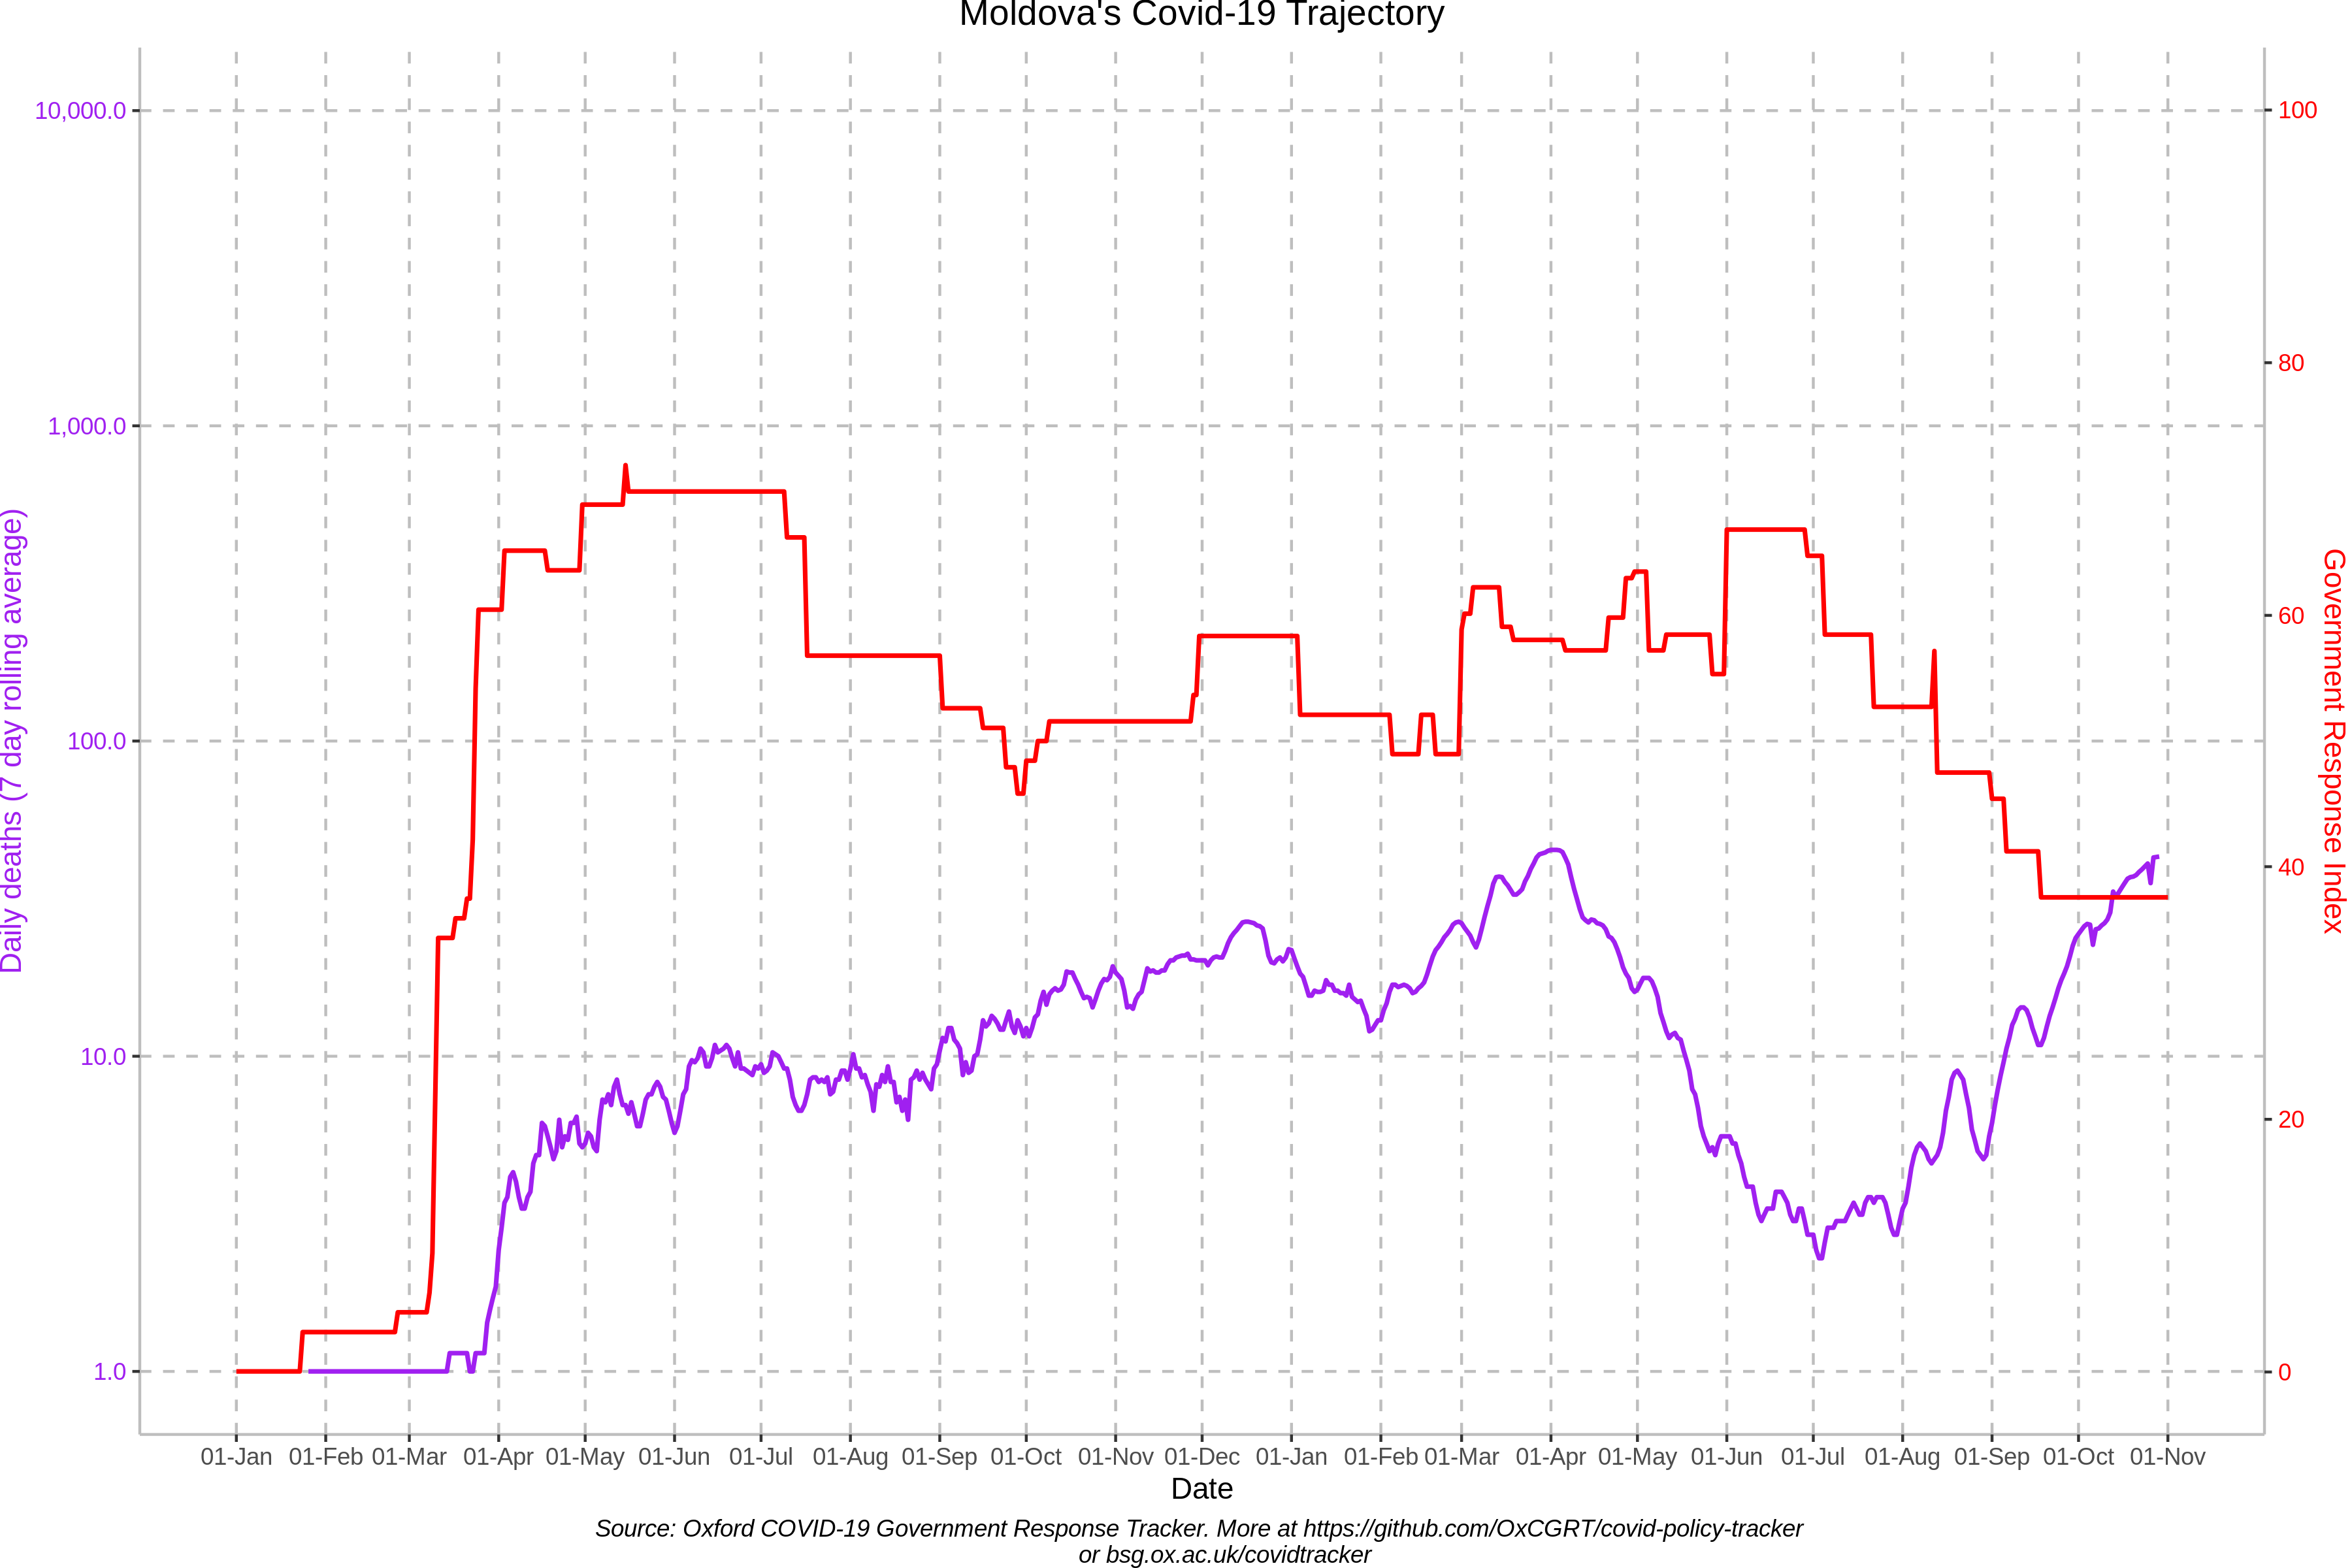 Moldova's Covid-19 Trajectory
10,000.0
1,000.0
100.0
10.0
1.0
Daily deaths (7 day rolling average)
100
80
60
40
20
0
Government Response Index
01-Jan 01-Feb 01-Mar 01-Apr 01-May 01-Jun 01-Jul 01-Aug 01-Sep 01-Oct 01-Nov 01-Dec 01-Jan 01-Feb 01-Mar 01-Apr 01-May 01-Jun 01-Jul 01-Aug 01-Sep 01-Oct 01-Nov
Date
Source: Oxford COVID-19 Government Response Tracker. More at https://github.com/OxCGRT/covid-policy-tracker
or bsg.ox.ac.uk/covidtracker